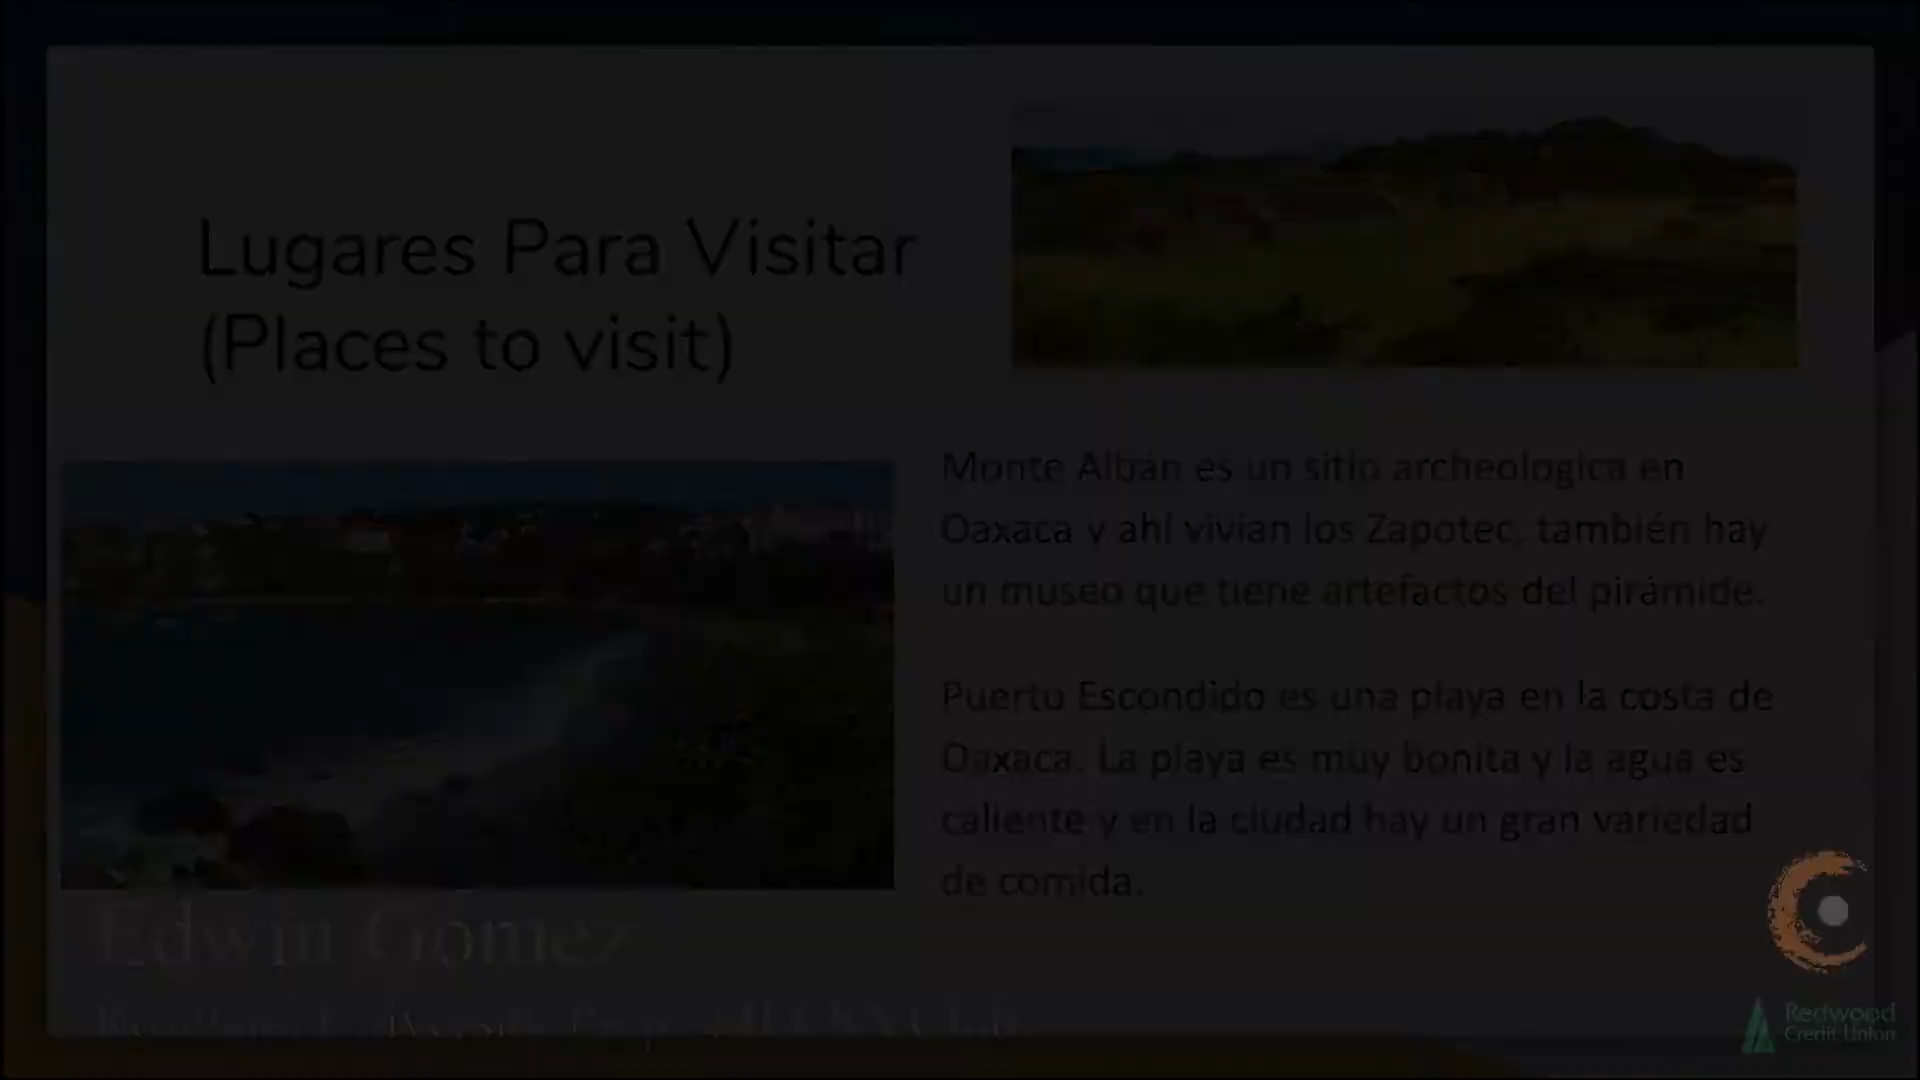 Lugares Para Visitar
(Places to visit)
Monte Albán es un sitio archeologica en
Oaxaca y ahí vivian los Zapotec, también hay
un museo que tiene artefactos del pirámide.
Puerto Escondido es una playa en la costa de
Oaxaca. La playa es muy bonita y la agua es
caliente y en la ciudad hay un gran variedad
de comida.
Edwin Gomez
Redwood
Credit Union